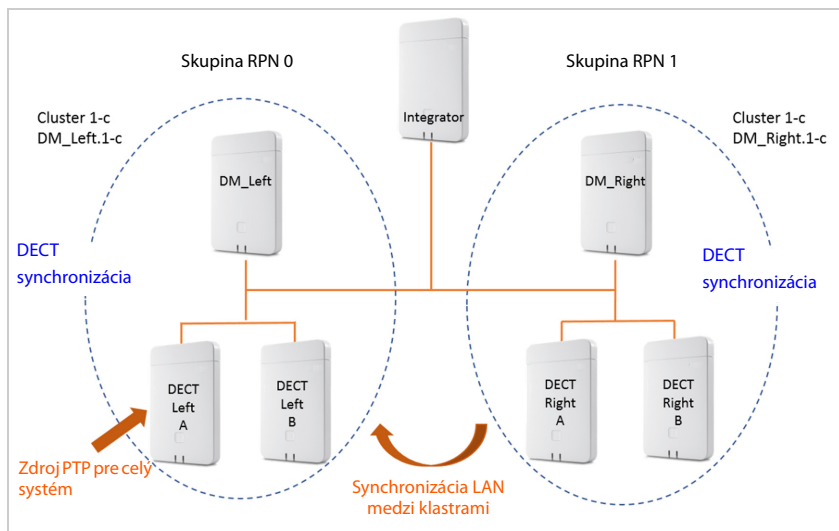 Skupina RPN 0
Skupina RPN 1
Integrator
Cluster 1-c
DM_Left.1-c
Cluster 1-c
DM_Right.1-c
DM_Left
DM_Right
DECT
synchronizácia
DECT
synchronizácia
DECT
Left
A
DECT
Left
B
DECT
Right
A
DECT
Right
B
Zdroj PTP pre celý
systém
Synchronizácia LAN
medzi klastrami